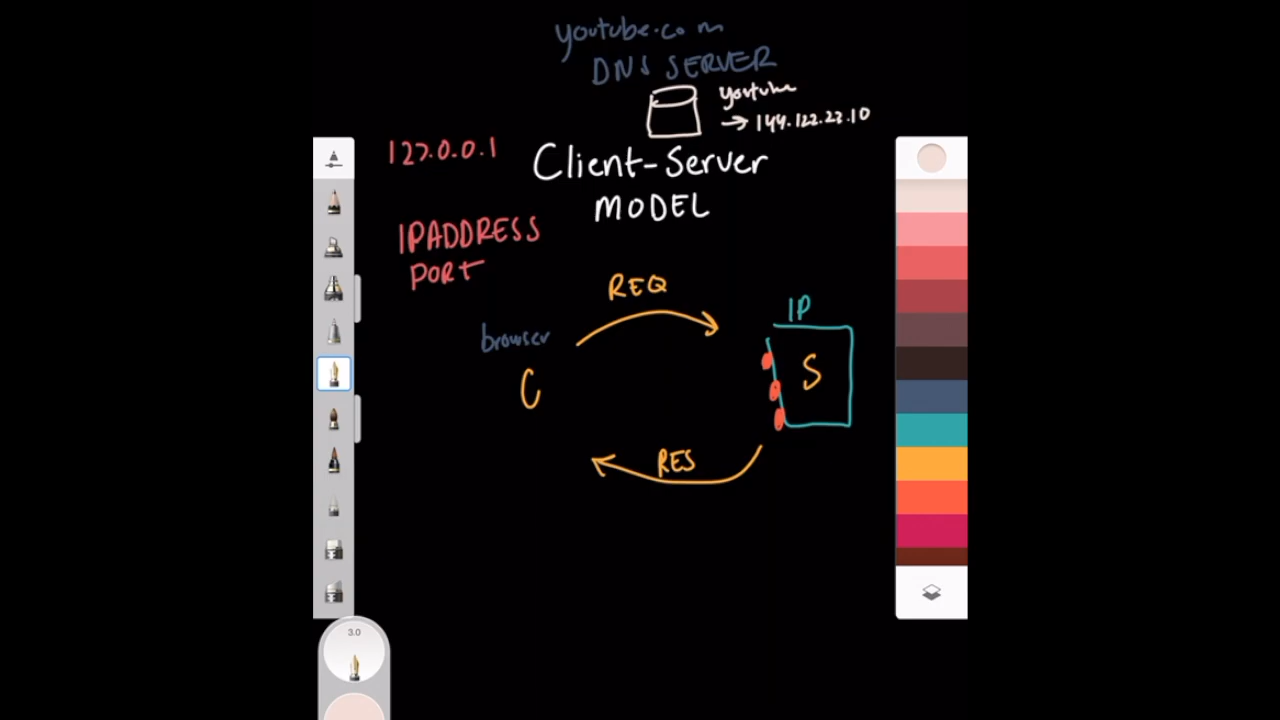 youtube.com
DNS SERVER
youtube
→ 144.122.22.10
127.0.0.1
Client-Server
MODEL
IPADDRESS
PORT
REQ
IP
browser
C
S
RES
3.0